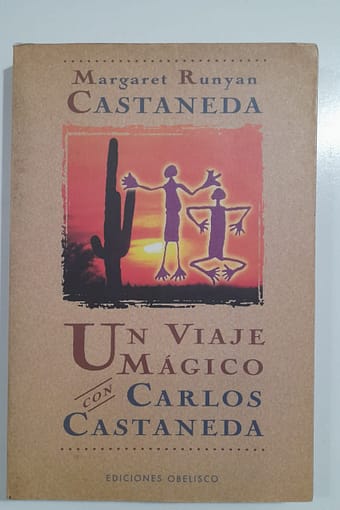 Margaret Runyan
CASTANEDA
UN VIAJE
MÁGICO
CON CARLOS
CASTANEDA
EDICIONES OBELISCO